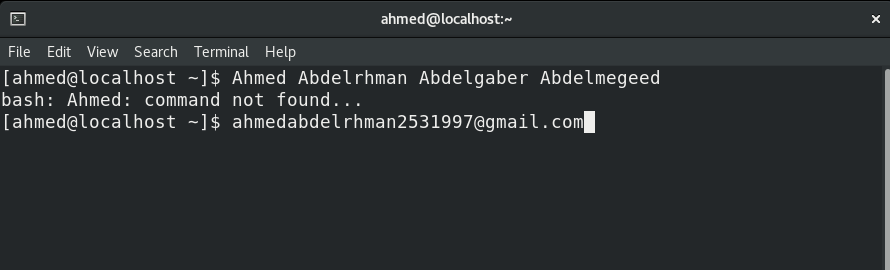 ahmed@localhost:~
File Edit View Search Terminal Help
[ahmed@localhost ~]$ Ahmed Abdelrhman Abdelgaber Abdelmegeed
bash: Ahmed: command not found...
[ahmed@localhost ~]$ ahmedabdelrhman2531997@gmail.com